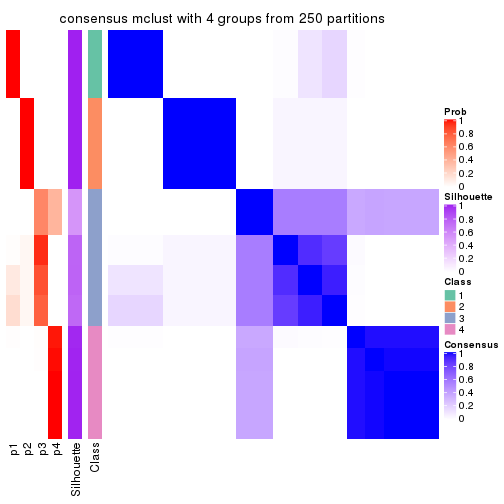 consensus mclust with 4 groups from 250 partitions
Prob
1
0.8
0.6
0.4
0.2
0
Silhouette
1
0.8
0.6
0.4
0.2
0
Class
1
2
3
4
Consensus
1
0.8
0.6
0.4
0.2
0
p1
p2
p3
p4
Silhouette
Class